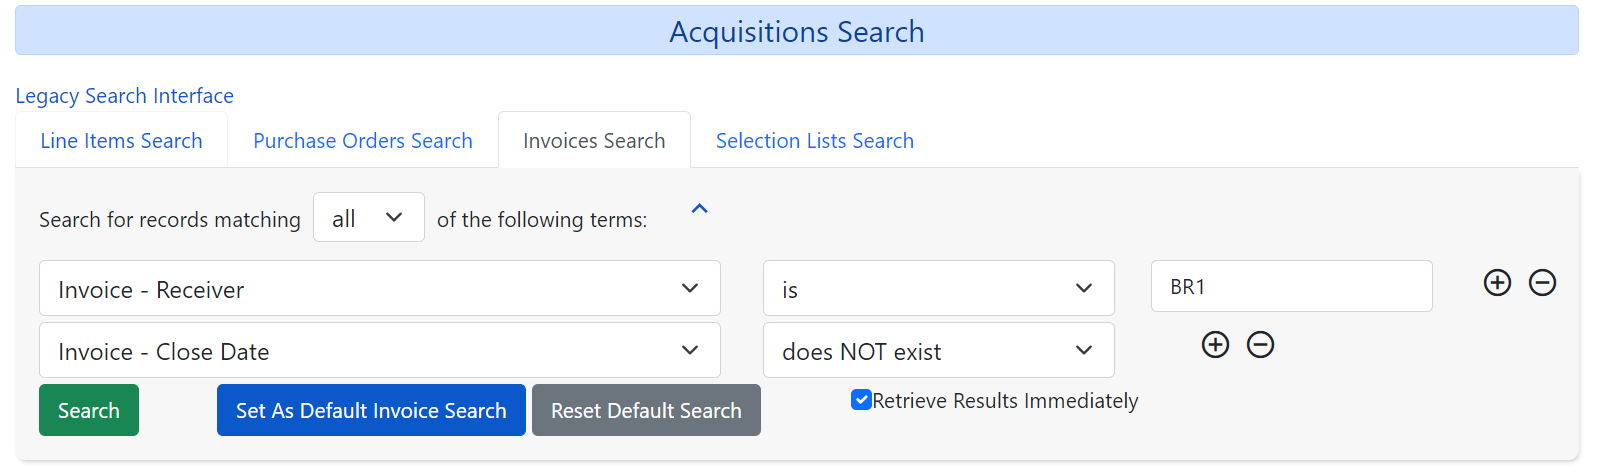 Acquisitions Search
Legacy Search Interface
Line Items Search Purchase Orders Search Invoices Search Selection Lists Search
Search for records matching all of the following terms:
Invoice - Receiver is BR1
Invoice - Close Date does NOT exist
Search Set As Default Invoice Search Reset Default Search Retrieve Results Immediately